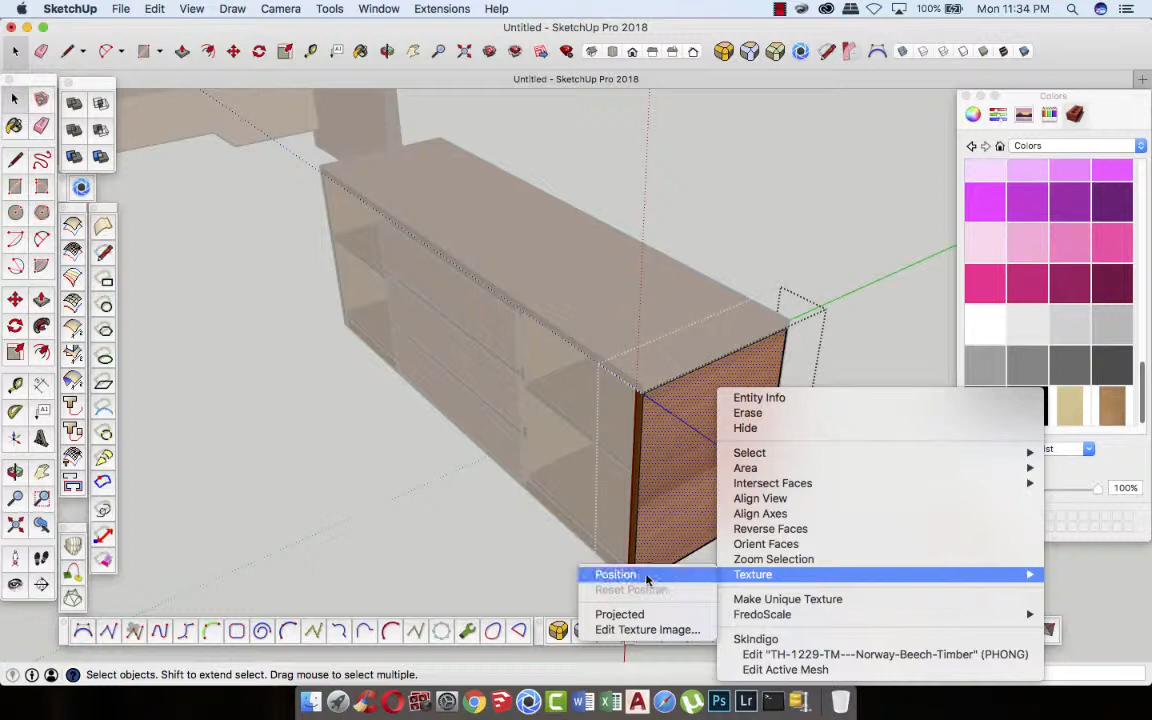 SketchUp File Edit View Draw Camera Tools Window Extensions Help 100% Mon 11:34 PM
Untitled - SketchUp Pro 2018
Untitled - SketchUp Pro 2018
Colors
Colors
100%
Entity Info
Erase
Hide
Select
Area
Intersect Faces
Align View
Align Axes
Reverse Faces
Orient Faces
Zoom Selection
Texture
Make Unique Texture
FredoScale
SkIndigo
Edit "TH-1229-TM---Norway-Beech-Timber" (PHONG)
Edit Active Mesh
Position
Reset Position
Projected
Edit Texture Image...
Select objects. Shift to extend select. Drag mouse to select multiple.